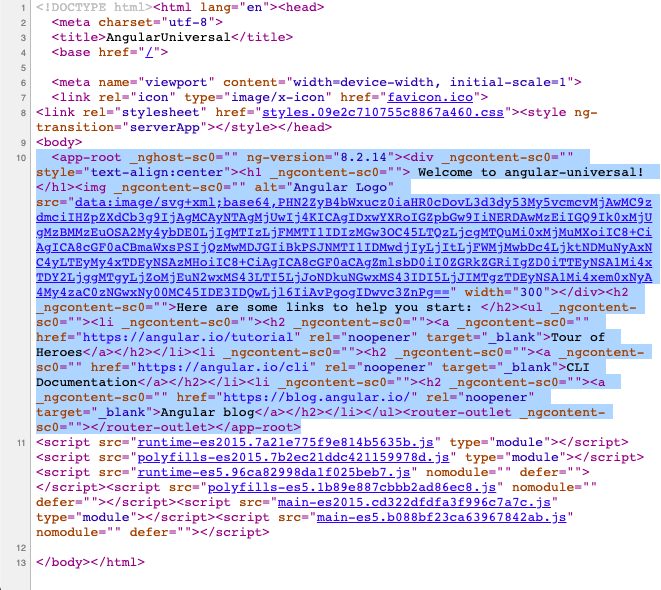 1 <!DOCTYPE html><html lang="en"><head>
2 <meta charset="utf-8">
3 <title>AngularUniversal</title>
4 <base href="/">
5
6 <meta name="viewport" content="width=device-width, initial-scale=1">
7 <link rel="icon" type="image/x-icon" href="favicon.ico">
8 <link rel="stylesheet" href="styles.09e2c710755c8867a460.css"><style ng-
transition="serverApp"></style></head>
9 <body>
10 <app-root _nghost-sc0="" ng-version="8.2.14"><div _ngcontent-sc0=""
style="text-align:center"><h1 _ngcontent-sc0=""> Welcome to angular-universal!
</h1><img _ngcontent-sc0="" alt="Angular Logo"
src="data:image/svg+xml;base64,PHN2ZyB4bWxucz0iaHR0cDovL3d3dy53My5vcmcvMjAwMC9z
dmciIHZpZXdCb3g9IjAgMCAyNTAgMjUwIj4KICAgIDxwYXRoIGZpbGw9IiNERDAwMzEiIGQ9Ik0xMjU
gMzBMMzEuOSA2My4ybDE0LjIgMTIzLjFMMTI1IDIzMGw3OC45LTQzLjcgMTQuMi0xMjMuMXoiIC8+Ci
AgICA8cGF0aCBmaWxsPSIjQzMwMDJGIiBkPSJNMTI1IDMwdjIyLjItLjFWMjMwbDc4LjktNDMuNyAxN
C4yLTEyMy4xTDEyNSAzMHoiIC8+CiAgICA8cGF0aCAgZmlsbD0iI0ZGRkZGRiIgZD0iTTEyNSA1Mi4x
TDY2LjggMTgyLjZoMjEuN2wxMS43LTI5LjJoNDkuNGwxMS43IDI5LjJIMTgzTDEyNSA1Mi4xem0xNyA
4My4zaC0zNGwxNy00MC45IDE3IDQwLjl6IiAvPgogIDwvc3ZnPg==" width="300"></div><h2
_ngcontent-sc0="">Here are some links to help you start: </h2><ul _ngcontent-
sc0=""><li _ngcontent-sc0=""><h2 _ngcontent-sc0=""><a _ngcontent-sc0=""
href="https://angular.io/tutorial" rel="noopener" target="_blank">Tour of
Heroes</a></h2></li><li _ngcontent-sc0=""><h2 _ngcontent-sc0=""><a _ngcontent-
sc0="" href="https://angular.io/cli" rel="noopener" target="_blank">CLI
Documentation</a></h2></li><li _ngcontent-sc0=""><h2 _ngcontent-sc0=""><a
_ngcontent-sc0="" href="https://blog.angular.io/" rel="noopener"
target="_blank">Angular blog</a></h2></li></ul><router-outlet _ngcontent-
sc0=""></router-outlet></app-root>
11 <script src="runtime-es2015.7a21e775f9e814b5635b.js" type="module"></script>
<script src="polyfills-es2015.7b2ec21ddc421159978d.js" type="module"></script>
<script src="runtime-es5.96ca82998da1f025beb7.js" nomodule="" defer="">
</script><script src="polyfills-es5.1b89e887cbbb2ad86ec8.js" nomodule=""
defer=""></script><script src="main-es2015.cd322dfdfa3f996c7a7c.js"
type="module"></script><script src="main-es5.b088bf23ca63967842ab.js"
nomodule="" defer=""></script>
12
13 </body></html>